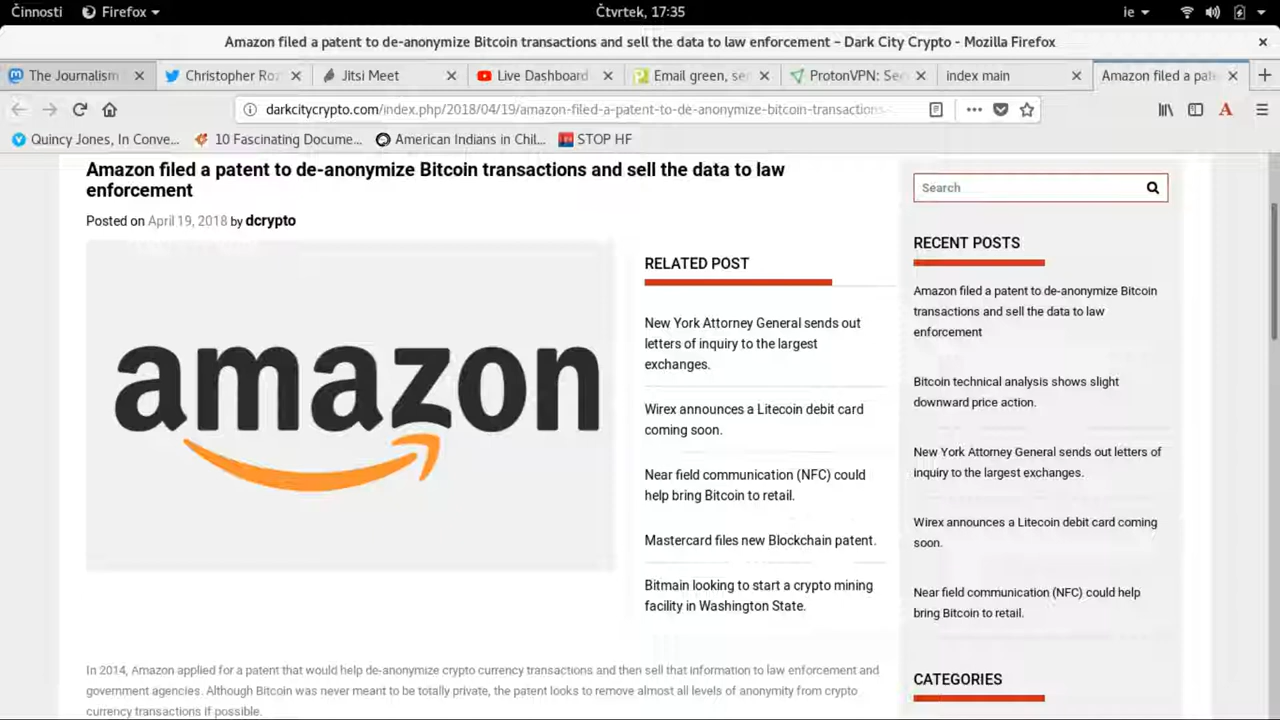 Činnosti Firefox Čtvrtek, 17:35 ie
Amazon filed a patent to de-anonymize Bitcoin transactions and sell the data to law enforcement – Dark City Crypto - Mozilla Firefox
The Journalism Christopher Ro Jitsi Meet Live Dashboard Email green, se ProtonVPN: Se index main Amazon filed a pat
darkcitycrypto.com/index.php/2018/04/19/amazon-filed-a-patent-to-de-anonymize-bitcoin-transactions-
Quincy Jones, In Conve... 10 Fascinating Docume... American Indians in Chil... STOP HF
Amazon filed a patent to de-anonymize Bitcoin transactions and sell the data to law
enforcement
Posted on April 19, 2018 by dcrypto
amazon
RELATED POST
New York Attorney General sends out
letters of inquiry to the largest
exchanges.
Wirex announces a Litecoin debit card
coming soon.
Near field communication (NFC) could
help bring Bitcoin to retail.
Mastercard files new Blockchain patent.
Bitmain looking to start a crypto mining
facility in Washington State.
In 2014, Amazon applied for a patent that would help de-anonymize crypto currency transactions and then sell that information to law enforcement and
government agencies. Although Bitcoin was never meant to be totally private, the patent looks to remove almost all levels of anonymity from crypto
currency transactions if possible.
Search
RECENT POSTS
Amazon filed a patent to de-anonymize Bitcoin
transactions and sell the data to law
enforcement
Bitcoin technical analysis shows slight
downward price action.
New York Attorney General sends out letters of
inquiry to the largest exchanges.
Wirex announces a Litecoin debit card coming
soon.
Near field communication (NFC) could help
bring Bitcoin to retail.
CATEGORIES